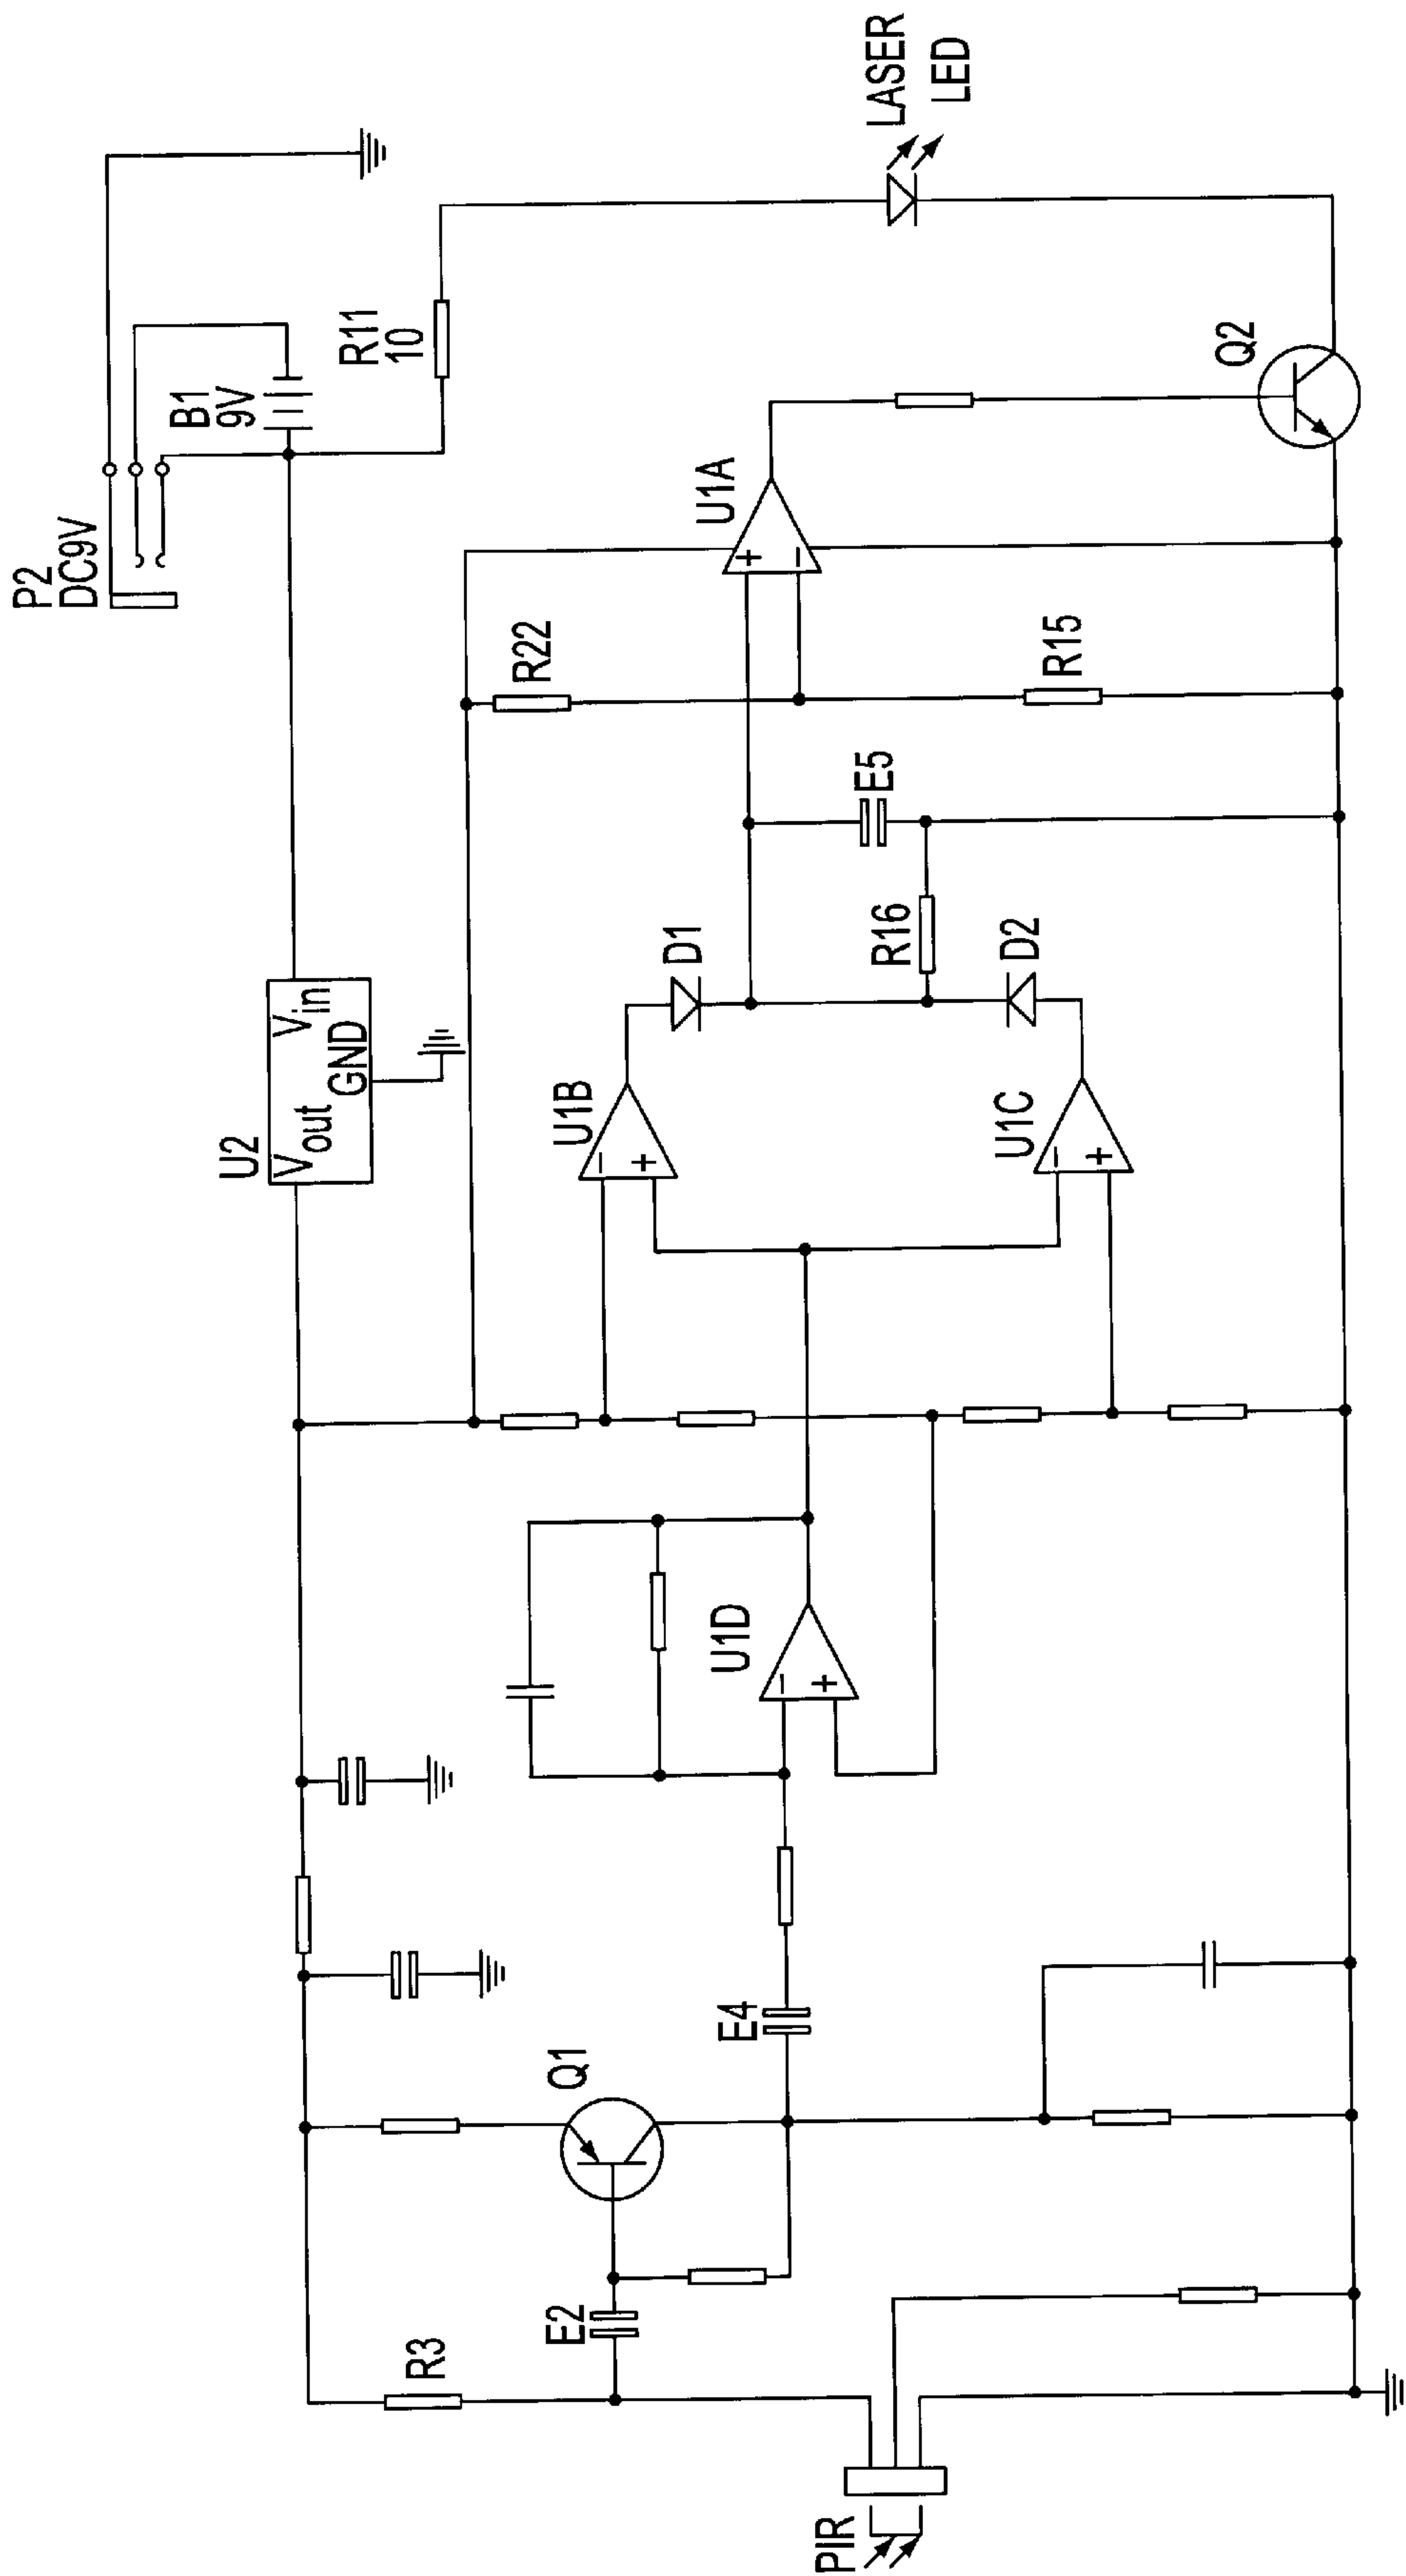 P2
DC9V
B1
9V
R11
10
LASER
LED
U2
Vout
Vin
GND
R22
U1A
+
−
R15
Q2
E5
D1
R16
D2
U1B
−
+
U1C
−
+
U1D
−
+
Q1
E4
E2
R3
PIR